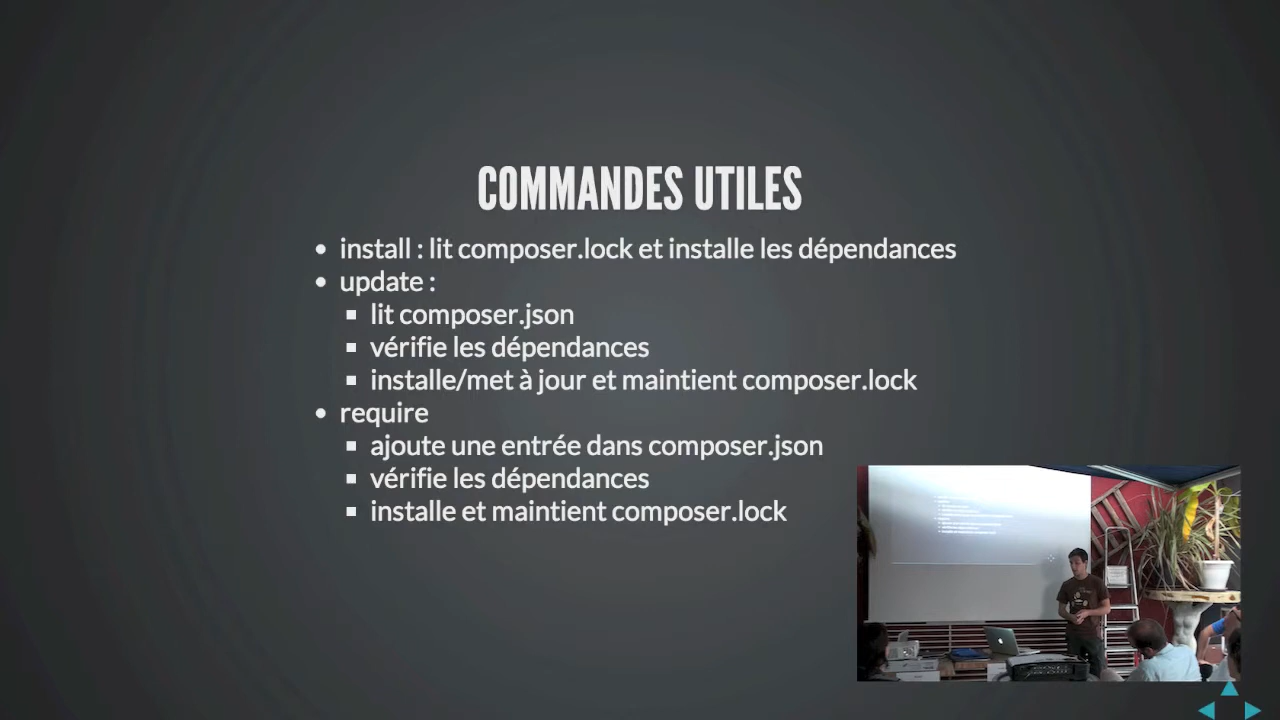 COMMANDES UTILES
install : lit composer.lock et installe les dépendances
update :
lit composer.json
vérifie les dépendances
installe/met à jour et maintient composer.lock
require
ajoute une entrée dans composer.json
vérifie les dépendances
installe et maintient composer.lock